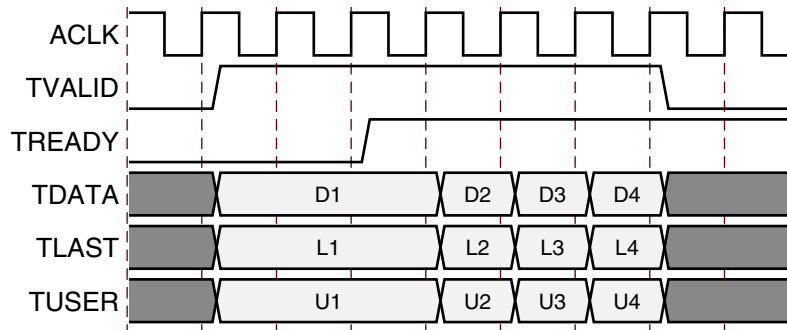 ACLK
TVALID
TREADY
TDATA D1 D2 D3 D4
TLAST L1 L2 L3 L4
TUSER U1 U2 U3 U4